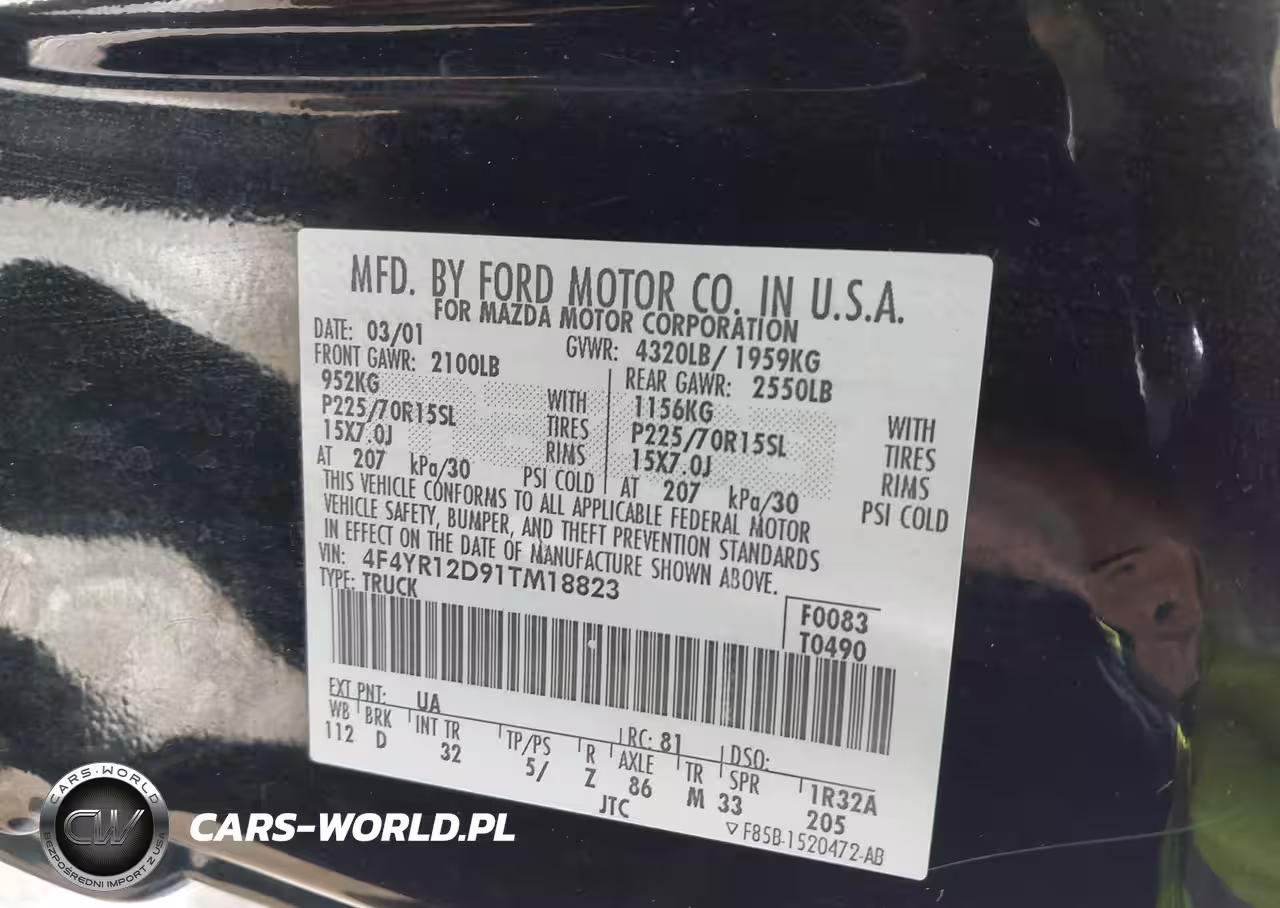 MFD. BY FORD MOTOR CO. IN U.S.A.
FOR MAZDA MOTOR CORPORATION
DATE: 03/01 GVWR: 4320LB/ 1959KG
FRONT GAWR: 2100LB REAR GAWR: 2550LB
952KG WITH 1156KG WITH
P225/70R15SL TIRES P225/70R15SL TIRES
15X7.0J RIMS 15X7.0J RIMS
AT 207 kPa/30 PSI COLD AT 207 kPa/30 PSI COLD
THIS VEHICLE CONFORMS TO ALL APPLICABLE FEDERAL MOTOR
VEHICLE SAFETY, BUMPER, AND THEFT PREVENTION STANDARDS
IN EFFECT ON THE DATE OF MANUFACTURE SHOWN ABOVE.
VIN: 4F4YR12D91TM18823
TYPE: TRUCK
F0083
T0490
EXT PNT: UA RC: 81 DSO:
WB BRK INT TR TP/PS R AXLE TR SPR 1R32A
112 D 32 5/ Z 86 M 33 205
JTC
▽ F85B-1520472-AB
CARS-WORLD
CW
BEZPOŚREDNI IMPORT Z USA
CARS-WORLD.PL